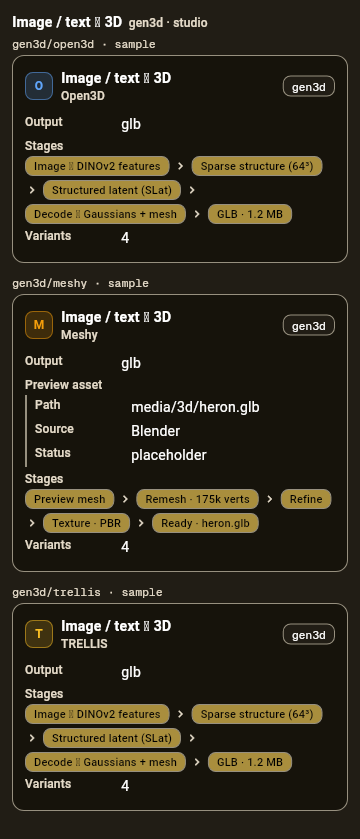 Image / text ▯ 3D gen3d · studio
gen3d/open3d · sample
O
Image / text ▯ 3D
Open3D
gen3d
Output glb
Stages
Image ▯ DINOv2 features › Sparse structure (64³)
› Structured latent (SLat) ›
Decode ▯ Gaussians + mesh › GLB · 1.2 MB
Variants 4
gen3d/meshy · sample
M
Image / text ▯ 3D
Meshy
gen3d
Output glb
Preview asset
Path media/3d/heron.glb
Source Blender
Status placeholder
Stages
Preview mesh › Remesh · 175k verts › Refine
› Texture · PBR › Ready · heron.glb
Variants 4
gen3d/trellis · sample
T
Image / text ▯ 3D
TRELLIS
gen3d
Output glb
Stages
Image ▯ DINOv2 features › Sparse structure (64³)
› Structured latent (SLat) ›
Decode ▯ Gaussians + mesh › GLB · 1.2 MB
Variants 4